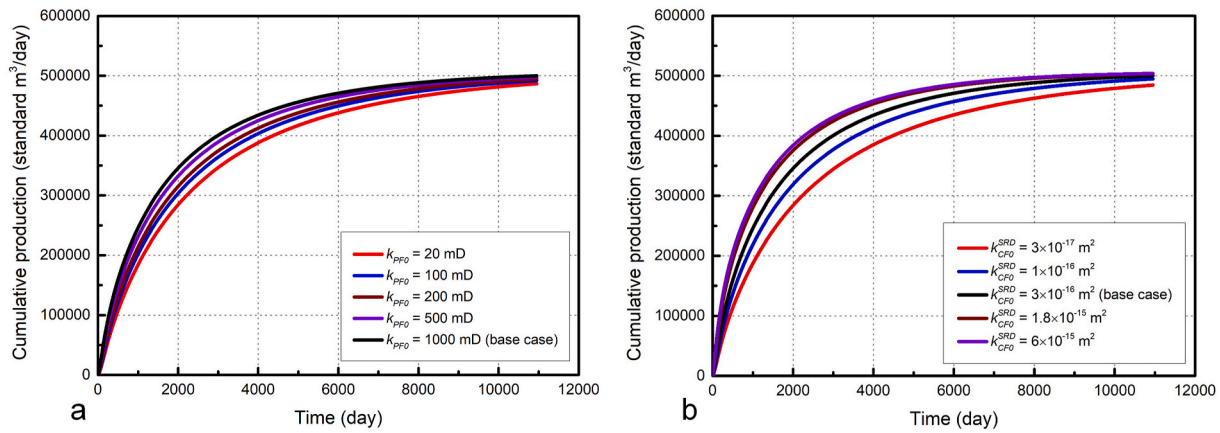 600000
500000
400000
300000
200000
100000
0
Cumulative production (standard m³/day)
k_PF0 = 20 mD
k_PF0 = 100 mD
k_PF0 = 200 mD
k_PF0 = 500 mD
k_PF0 = 1000 mD (base case)
0 2000 4000 6000 8000 10000 12000
a
Time (day)
600000
500000
400000
300000
200000
100000
0
Cumulative production (standard m³/day)
k_CF0^SRD = 3×10⁻¹⁷ m²
k_CF0^SRD = 1×10⁻¹⁶ m²
k_CF0^SRD = 3×10⁻¹⁶ m² (base case)
k_CF0^SRD = 1.8×10⁻¹⁵ m²
k_CF0^SRD = 6×10⁻¹⁵ m²
0 2000 4000 6000 8000 10000 12000
b
Time (day)